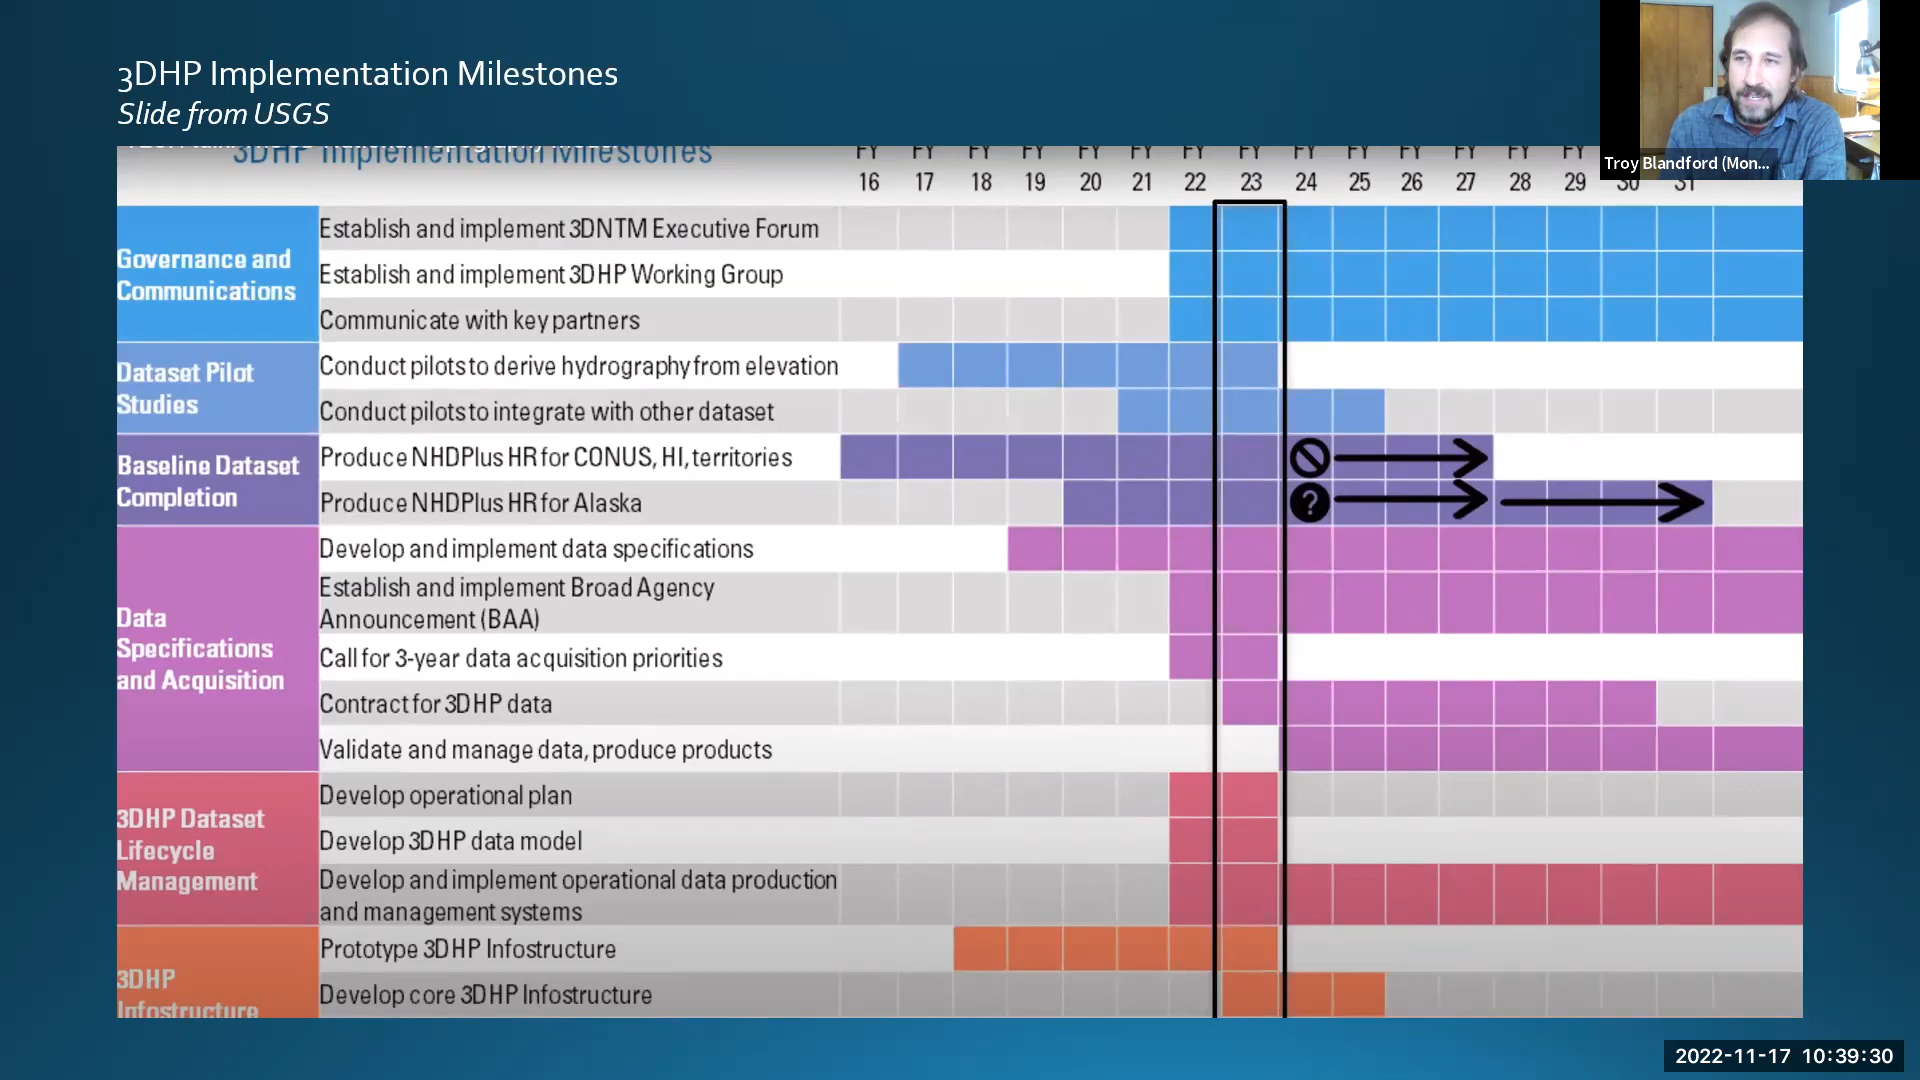 3DHP Implementation Milestones
Slide from USGS
3DHP Implementation Milestones
FY FY FY FY FY FY FY FY FY FY FY FY FY FY
16 17 18 19 20 21 22 23 24 25 26 27 28 29 30 31
Governance and
Communications
Establish and implement 3DNTM Executive Forum
Establish and implement 3DHP Working Group
Communicate with key partners
Dataset Pilot
Studies
Conduct pilots to derive hydrography from elevation
Conduct pilots to integrate with other dataset
Baseline Dataset
Completion
Produce NHDPlus HR for CONUS, HI, territories
Produce NHDPlus HR for Alaska
?
Data
Specifications
and Acquisition
Develop and implement data specifications
Establish and implement Broad Agency
Announcement (BAA)
Call for 3-year data acquisition priorities
Contract for 3DHP data
Validate and manage data, produce products
3DHP Dataset
Lifecycle
Management
Develop operational plan
Develop 3DHP data model
Develop and implement operational data production
and management systems
3DHP
Infostructure
Prototype 3DHP Infostructure
Develop core 3DHP Infostructure
Troy Blandford (Mon...
2022-11-17 10:39:30